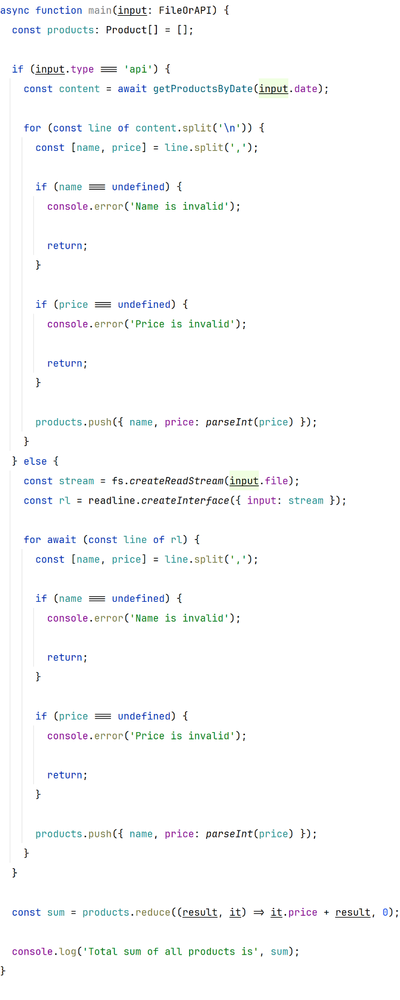 async function main(input: FileOrAPI) {
  const products: Product[] = [];

  if (input.type === 'api') {
    const content = await getProductsByDate(input.date);

    for (const line of content.split('\n')) {
      const [name, price] = line.split(',');

      if (name === undefined) {
        console.error('Name is invalid');

        return;
      }

      if (price === undefined) {
        console.error('Price is invalid');

        return;
      }

      products.push({ name, price: parseInt(price) });
    }
  } else {
    const stream = fs.createReadStream(input.file);
    const rl = readline.createInterface({ input: stream });

    for await (const line of rl) {
      const [name, price] = line.split(',');

      if (name === undefined) {
        console.error('Name is invalid');

        return;
      }

      if (price === undefined) {
        console.error('Price is invalid');

        return;
      }

      products.push({ name, price: parseInt(price) });
    }
  }

  const sum = products.reduce((result, it) => it.price + result, 0);

  console.log('Total sum of all products is', sum);
}